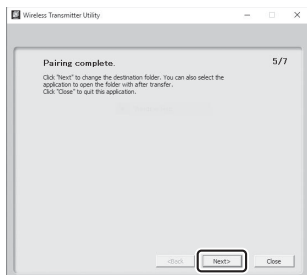 Wireless Transmitter Utility
Pairing complete.
5/7
Click "Next" to change the destination folder. You can also select the
application to open the folder with after transfer.
Click "Close" to quit this application.
<Back
Next>
Close